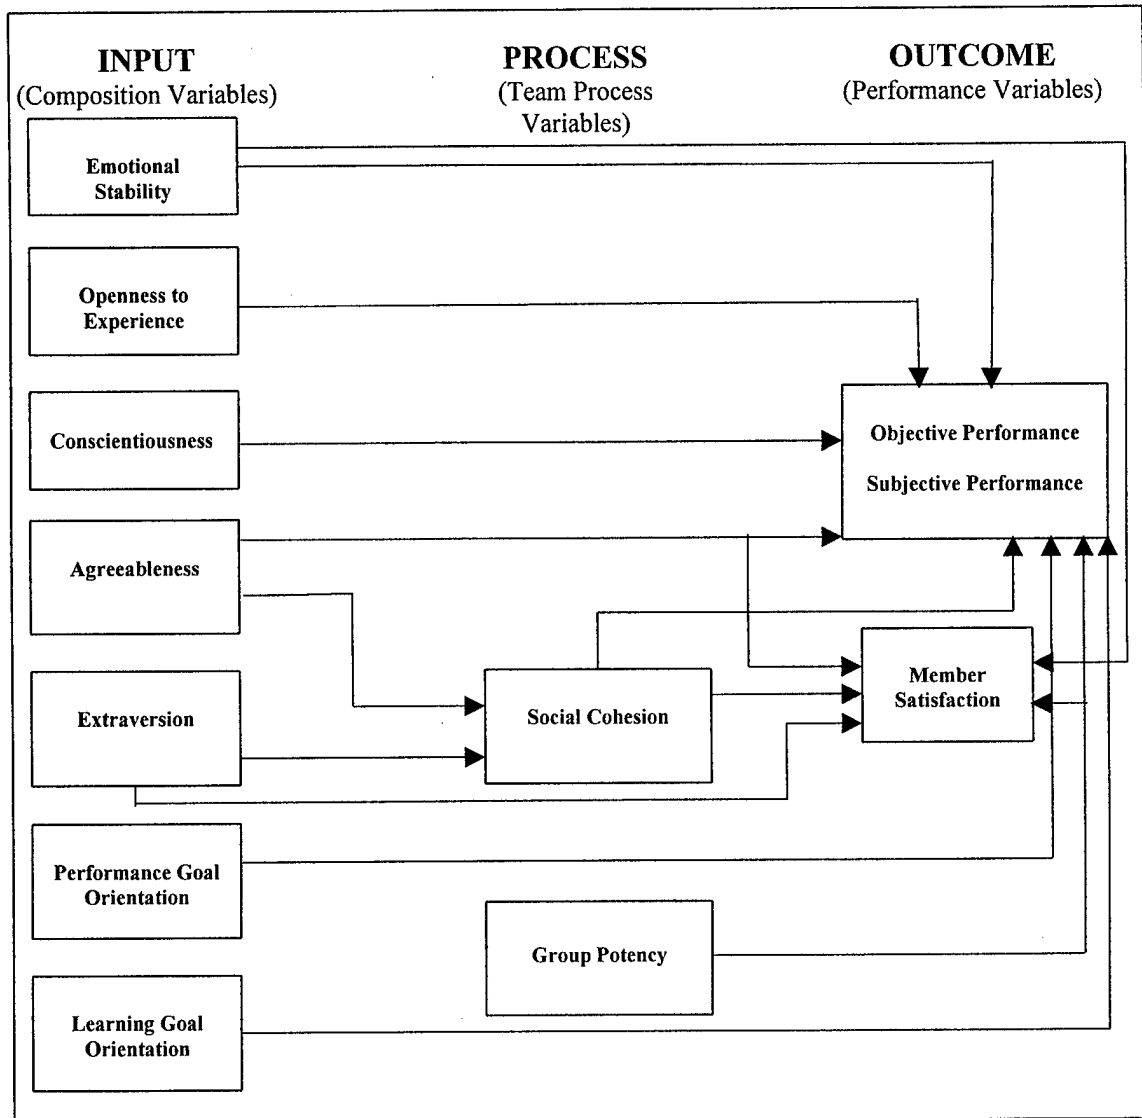 INPUT
(Composition Variables)
PROCESS
(Team Process
Variables)
OUTCOME
(Performance Variables)
Emotional
Stability
Openness to
Experience
Conscientiousness
Agreeableness
Extraversion
Performance Goal
Orientation
Learning Goal
Orientation
Social Cohesion
Group Potency
Objective Performance
Subjective Performance
Member
Satisfaction